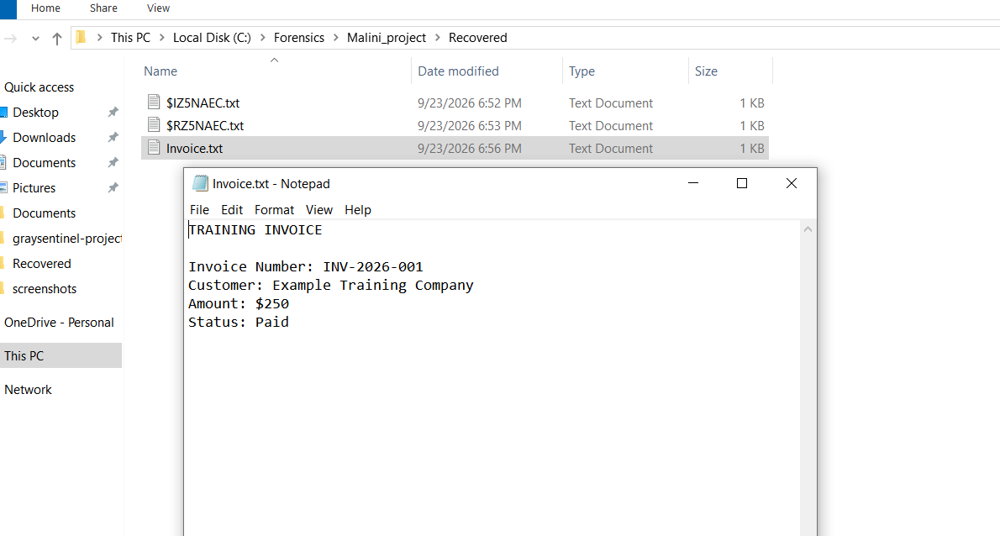 Home Share View
This PC Local Disk (C:) Forensics Malini_project Recovered
Name Date modified Type Size
Quick access
Desktop
Downloads
Documents
Pictures
Documents
graysentinel-project
Recovered
screenshots
OneDrive - Personal
This PC
Network
$IZ5NAEC.txt 9/23/2026 6:52 PM Text Document 1 KB
$RZ5NAEC.txt 9/23/2026 6:53 PM Text Document 1 KB
Invoice.txt 9/23/2026 6:56 PM Text Document 1 KB
Invoice.txt - Notepad
File Edit Format View Help
TRAINING INVOICE
Invoice Number: INV-2026-001
Customer: Example Training Company
Amount: $250
Status: Paid